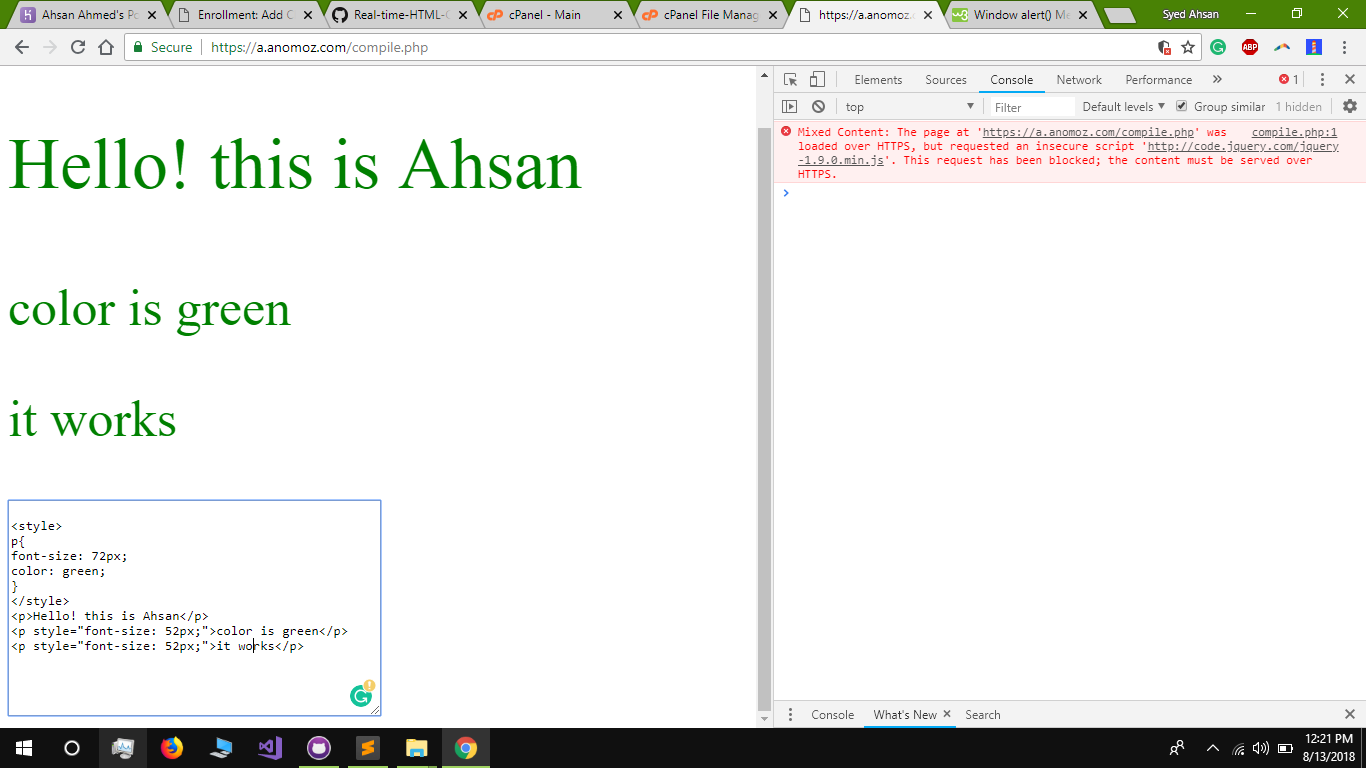 Ahsan Ahmed's Po
Enrollment: Add C
Real-time-HTML-C
cPanel - Main
cPanel File Manag
https://a.anomoz.c
Window alert() Me
Syed Ahsan
Secure
https://a.anomoz.com/compile.php
ABP
Elements
Sources
Console
Network
Performance
1
top
Filter
Default levels
Group similar
1 hidden
Mixed Content: The page at 'https://a.anomoz.com/compile.php' was
compile.php:1
loaded over HTTPS, but requested an insecure script 'http://code.jquery.com/jquery
-1.9.0.min.js'. This request has been blocked; the content must be served over
HTTPS.
Hello! this is Ahsan
color is green
it works
<style>
p{
font-size: 72px;
color: green;
}
</style>
<p>Hello! this is Ahsan</p>
<p style="font-size: 52px;">color is green</p>
<p style="font-size: 52px;">it works</p>
Console
What's New
Search
12:21 PM
8/13/2018